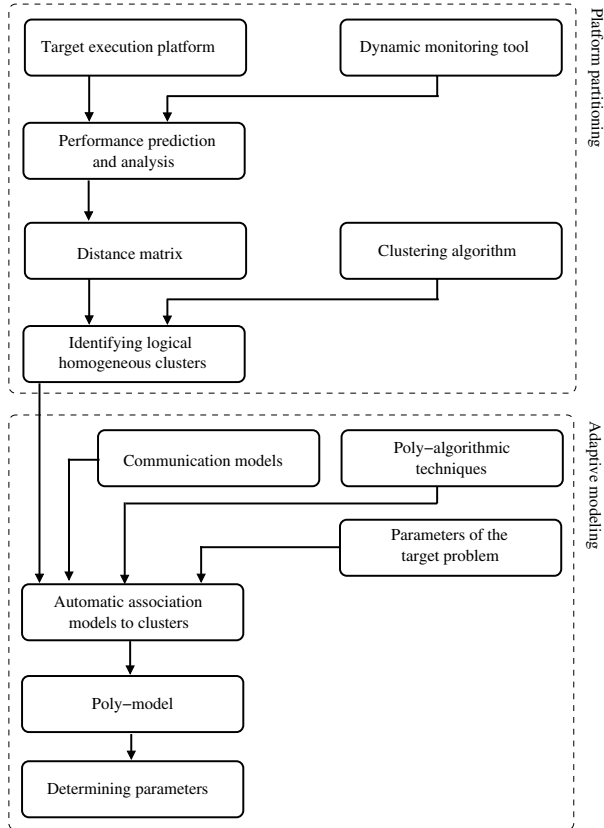 Target execution platform
Dynamic monitoring tool
Performance prediction
and analysis
Distance matrix
Clustering algorithm
Identifying logical
homogeneous clusters
Platform partitioning
Communication models
Poly−algorithmic
techniques
Parameters of the
target problem
Automatic association
models to clusters
Poly−model
Determining parameters
Adaptive modeling